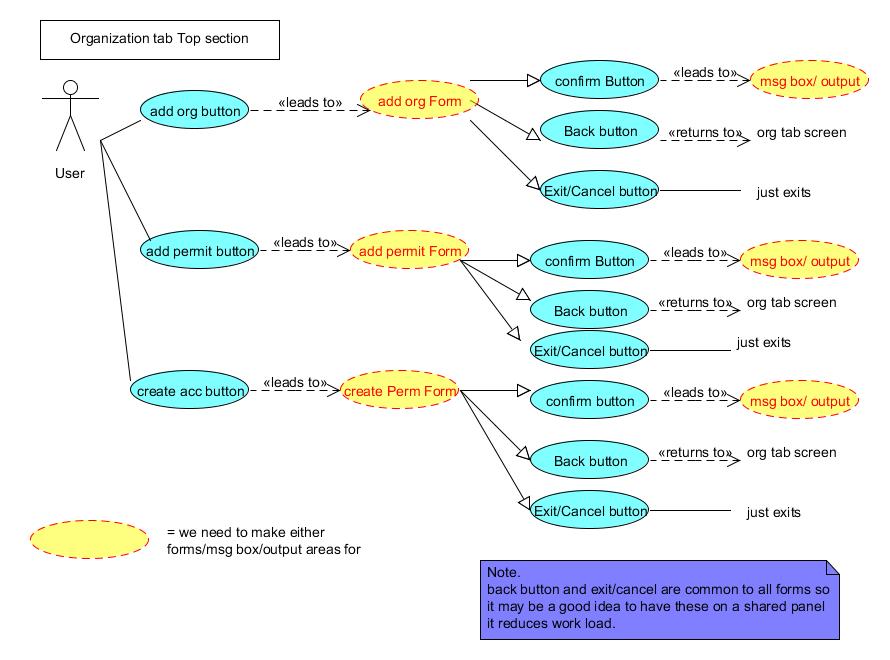 Organization tab Top section
User
add org button
«leads to»
add org Form
confirm Button
«leads to»
msg box/ output
Back button
«returns to»
org tab screen
Exit/Cancel button
just exits
add permit button
«leads to»
add permit Form
confirm Button
«leads to»
msg box/ output
Back button
«returns to»
org tab screen
Exit/Cancel button
just exits
create acc button
«leads to»
create Perm Form
confirm button
«leads to»
msg box/ output
Back button
«returns to»
org tab screen
Exit/Cancel button
just exits
= we need to make either
forms/msg box/output areas for
Note.
back button and exit/cancel are common to all forms so
it may be a good idea to have these on a shared panel
it reduces work load.